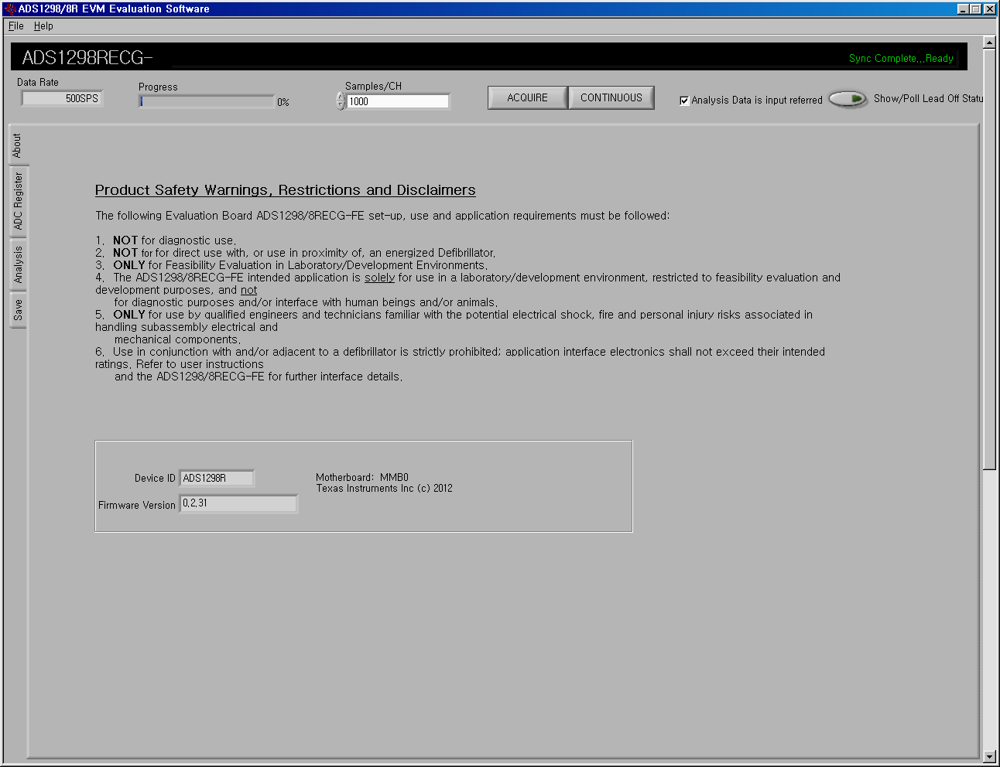 ADS1298/8R EVM Evaluation Software
File Help
ADS1298RECG-
Sync Complete...Ready
Data Rate
500SPS
Progress
0%
Samples/CH
1000
ACQUIRE
CONTINUOUS
Analysis Data is input referred
Show/Poll Lead Off Statu
About
ADC Register
Analysis
Save
Product Safety Warnings, Restrictions and Disclaimers
The following Evaluation Board ADS1298/8RECG-FE set-up, use and application requirements must be followed:
1. NOT for diagnostic use.
2. NOT for for direct use with, or use in proximity of, an energized Defibrillator.
3. ONLY for Feasibility Evaluation in Laboratory/Development Environments.
4. The ADS1298/8RECG-FE intended application is solely for use in a laboratory/development environment, restricted to feasibility evaluation and
development purposes, and not
for diagnostic purposes and/or interface with human beings and/or animals.
5. ONLY for use by qualified engineers and technicians familiar with the potential electrical shock, fire and personal injury risks associated in
handling subassembly electrical and
mechanical components.
6. Use in conjunction with and/or adjacent to a defibrillator is strictly prohibited; application interface electronics shall not exceed their intended
ratings. Refer to user instructions
and the ADS1298/8RECG-FE for further interface details.
Device ID ADS1298R
Firmware Version 0.2.31
Motherboard: MMB0
Texas Instruments Inc (c) 2012